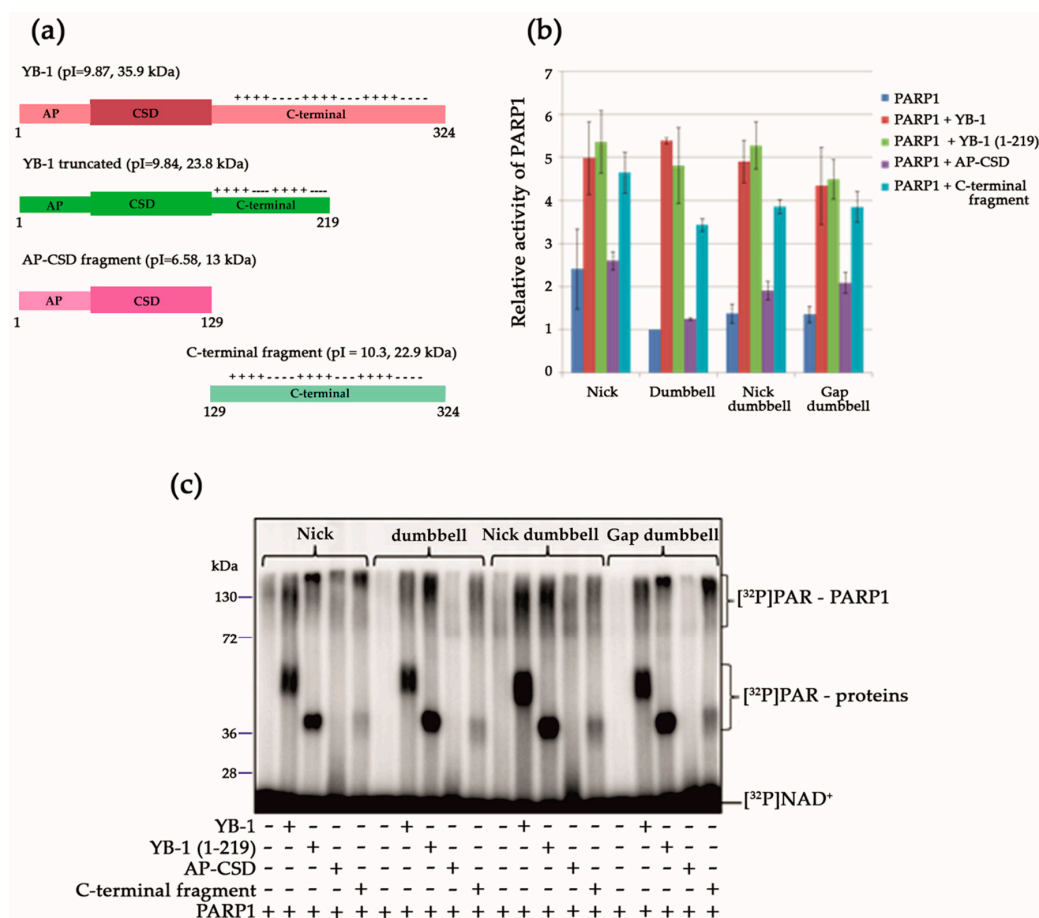 (a)
YB-1 (pI=9.87, 35.9 kDa)
++++----++++---++++----
AP CSD C-terminal
1 324
YB-1 truncated (pI=9.84, 23.8 kDa)
++++----++++----
AP CSD C-terminal
1 219
AP-CSD fragment (pI=6.58, 13 kDa)
AP CSD
1 129
C-terminal fragment (pI = 10.3, 22.9 kDa)
++++----++++---++++----
C-terminal
129 324
(b)
Relative activity of PARP1
7
6
5
4
3
2
1
0
Nick Dumbbell Nick dumbbell Gap dumbbell
PARP1
PARP1 + YB-1
PARP1 + YB-1 (1-219)
PARP1 + AP-CSD
PARP1 + C-terminal
fragment
(c)
Nick dumbbell Nick dumbbell Gap dumbbell
kDa
130
72
36
28
[³²P]PAR - PARP1
[³²P]PAR - proteins
[³²P]NAD⁺
YB-1 - + - - - - + - - - - + - - - - + - - -
YB-1 (1-219) - - + - - - - + - - - - + - - - - + - -
AP-CSD - - - + - - - - + - - - - + - - - - + -
C-terminal fragment - - - - + - - - - + - - - - + - - - - +
PARP1 + + + + + + + + + + + + + + + + + + + +